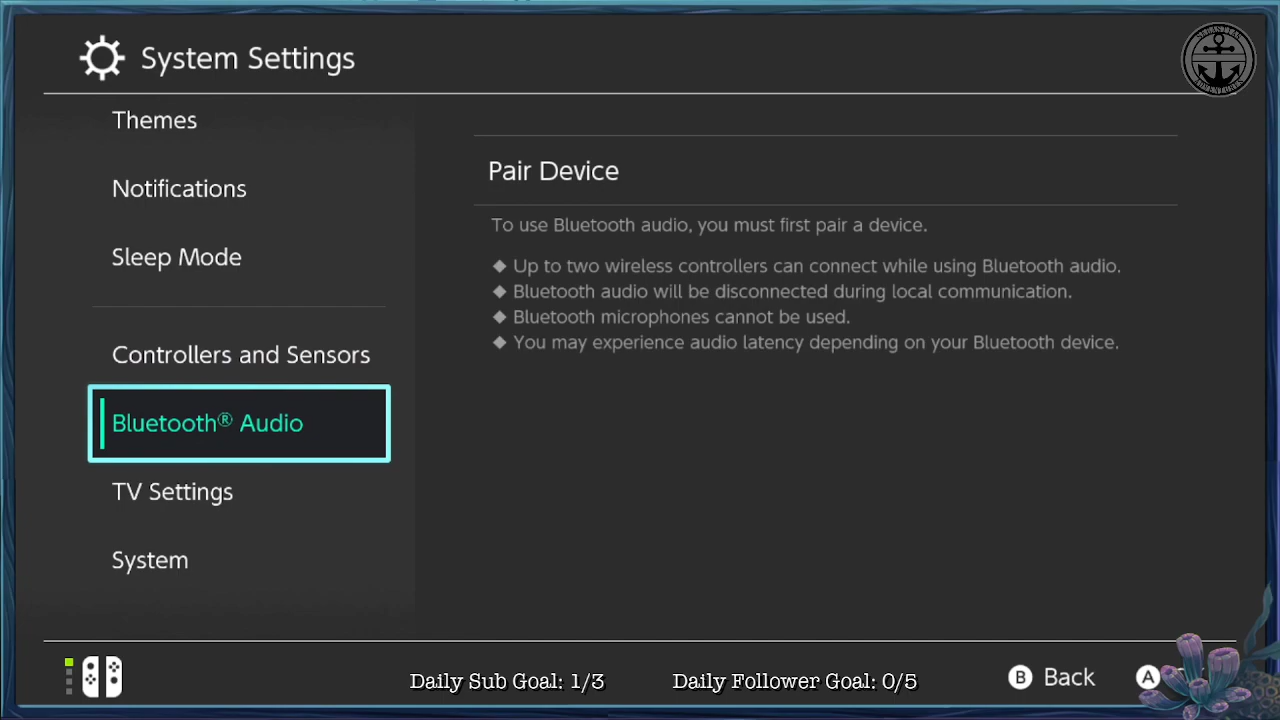 System Settings
Themes
Notifications
Sleep Mode
Controllers and Sensors
Bluetooth® Audio
TV Settings
System
Pair Device
To use Bluetooth audio, you must first pair a device.
◆ Up to two wireless controllers can connect while using Bluetooth audio.
◆ Bluetooth audio will be disconnected during local communication.
◆ Bluetooth microphones cannot be used.
◆ You may experience audio latency depending on your Bluetooth device.
Daily Sub Goal: 1/3
Daily Follower Goal: 0/5
B Back
A